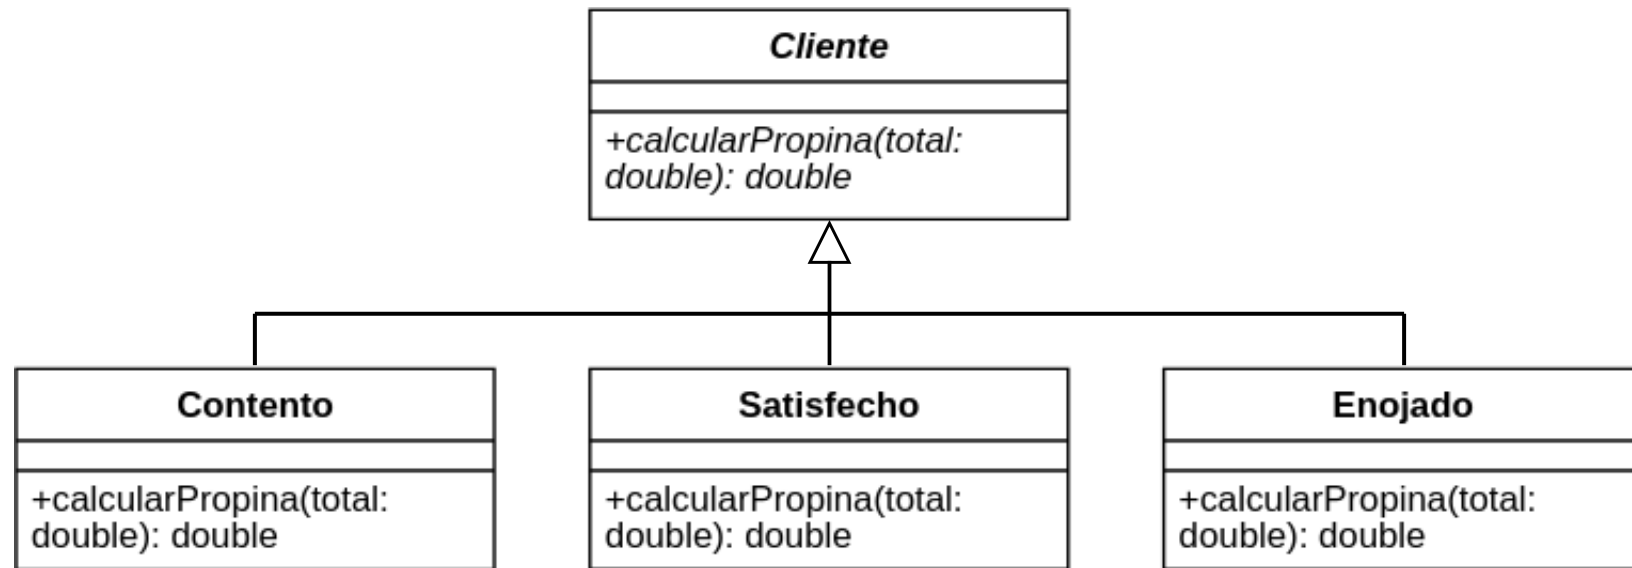 Cliente
+calcularPropina(total:
double): double
Contento
+calcularPropina(total:
double): double
Satisfecho
+calcularPropina(total:
double): double
Enojado
+calcularPropina(total:
double): double